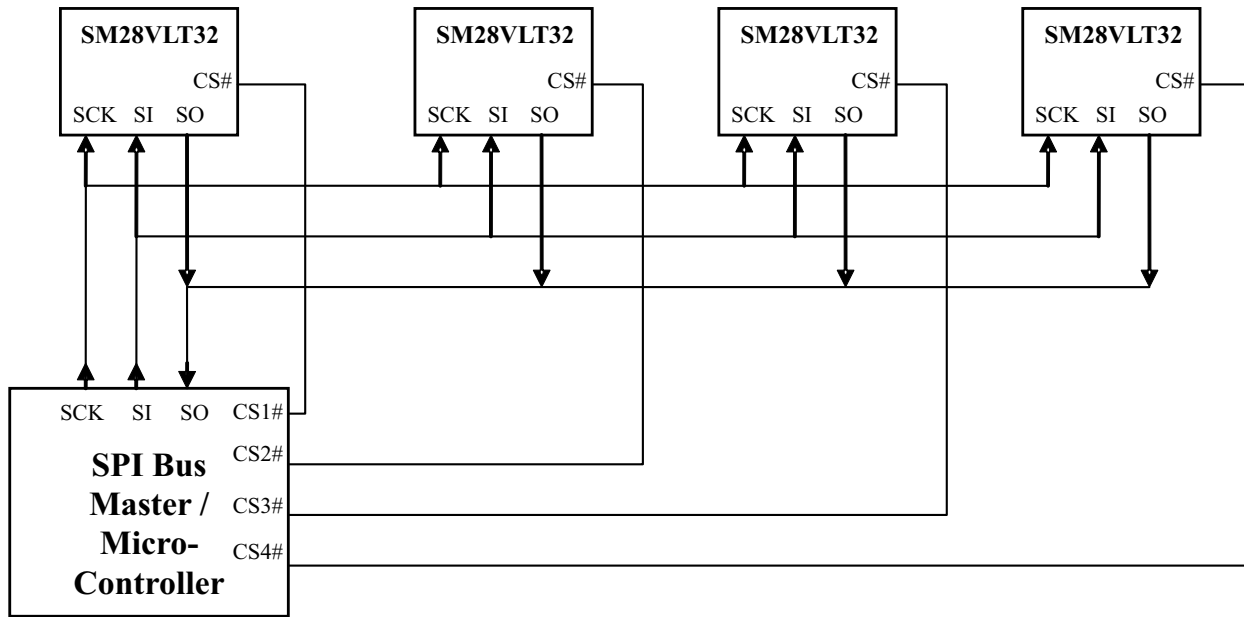 SM28VLT32
CS#
SCK SI SO
SM28VLT32
CS#
SCK SI SO
SM28VLT32
CS#
SCK SI SO
SM28VLT32
CS#
SCK SI SO
SCK SI SO CS1#
CS2#
CS3#
CS4#
SPI Bus
Master /
Micro-
Controller